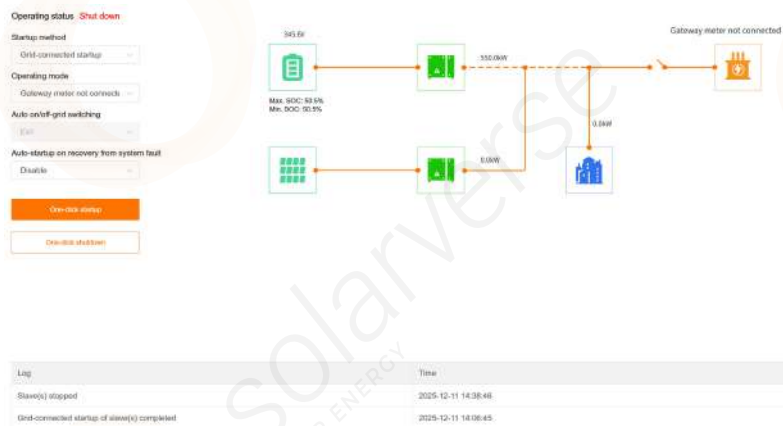 Operating status Shut down
Startup method
Grid-connected startup
Operating mode
Gateway meter not connecte
Auto on/off-grid switching
Exit
Auto-startup on recovery from system fault
Disable
One-click startup
One-click shutdown
345.6V
Max. SOC: 50.5%
Min. SOC: 50.5%
550.0kW
0.0kW
0.0kW
Gateway meter not connected
Log Time
Slave(s) stopped 2025-12-11 14:38:46
Grid-connected startup of slave(s) completed 2025-12-11 14:06:45
solarverse
ENERGY